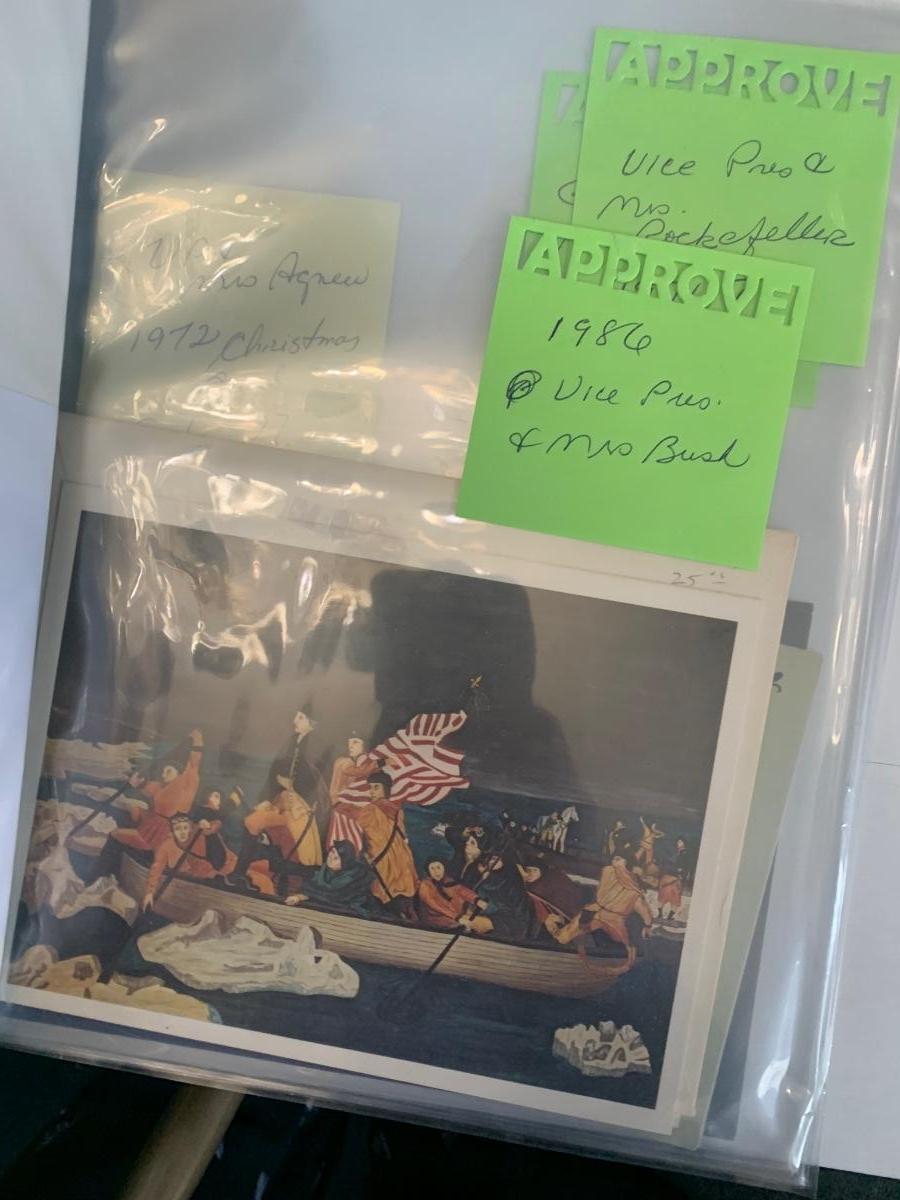 APPROVE
Vice Pres &
Mrs.
Rockefeller
APPROVE
1986
Vice Pres.
& Mrs Bush
Mrs Agnew
1972 Christmas
25